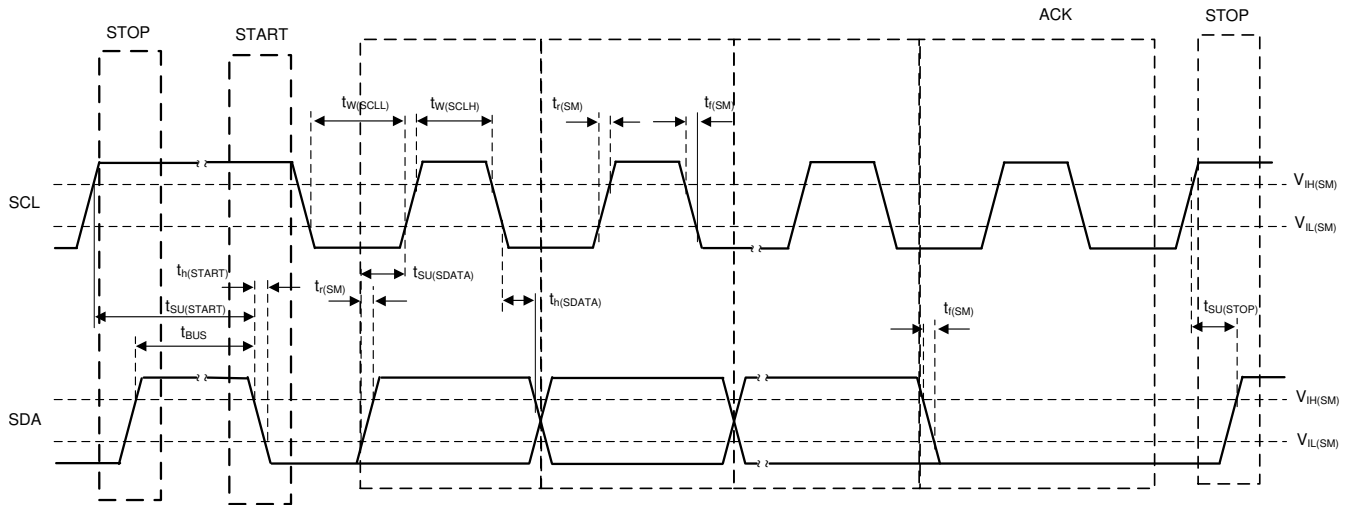 STOP
START
ACK
STOP
tW(SCLL)
tW(SCLH)
tr(SM)
tf(SM)
SCL
VIH(SM)
VIL(SM)
th(START)
tr(SM)
tSU(SDATA)
th(SDATA)
tSU(START)
tf(SM)
tSU(STOP)
tBUS
SDA
VIH(SM)
VIL(SM)